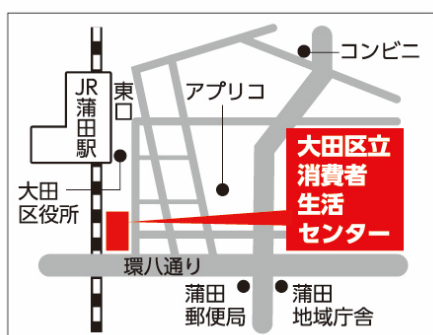 コンビニ
JR
蒲田駅
東口
アプリコ
大田
区役所
大田区立
消費者
生活
センター
環八通り
蒲田
郵便局
蒲田
地域庁舎